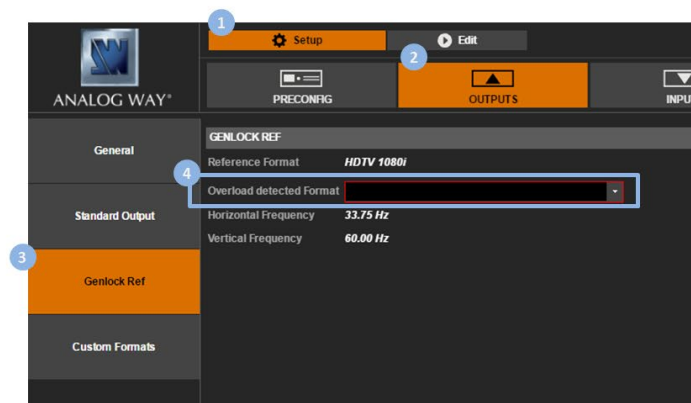 1
Setup
Edit
2
ANALOG WAY®
PRECONFIG
OUTPUTS
INPU
General
GENLOCK REF
Reference Format HDTV 1080i
4
Overload detected Format
Standard Output
Horizontal Frequency 33.75 Hz
Vertical Frequency 60.00 Hz
3
Genlock Ref
Custom Formats